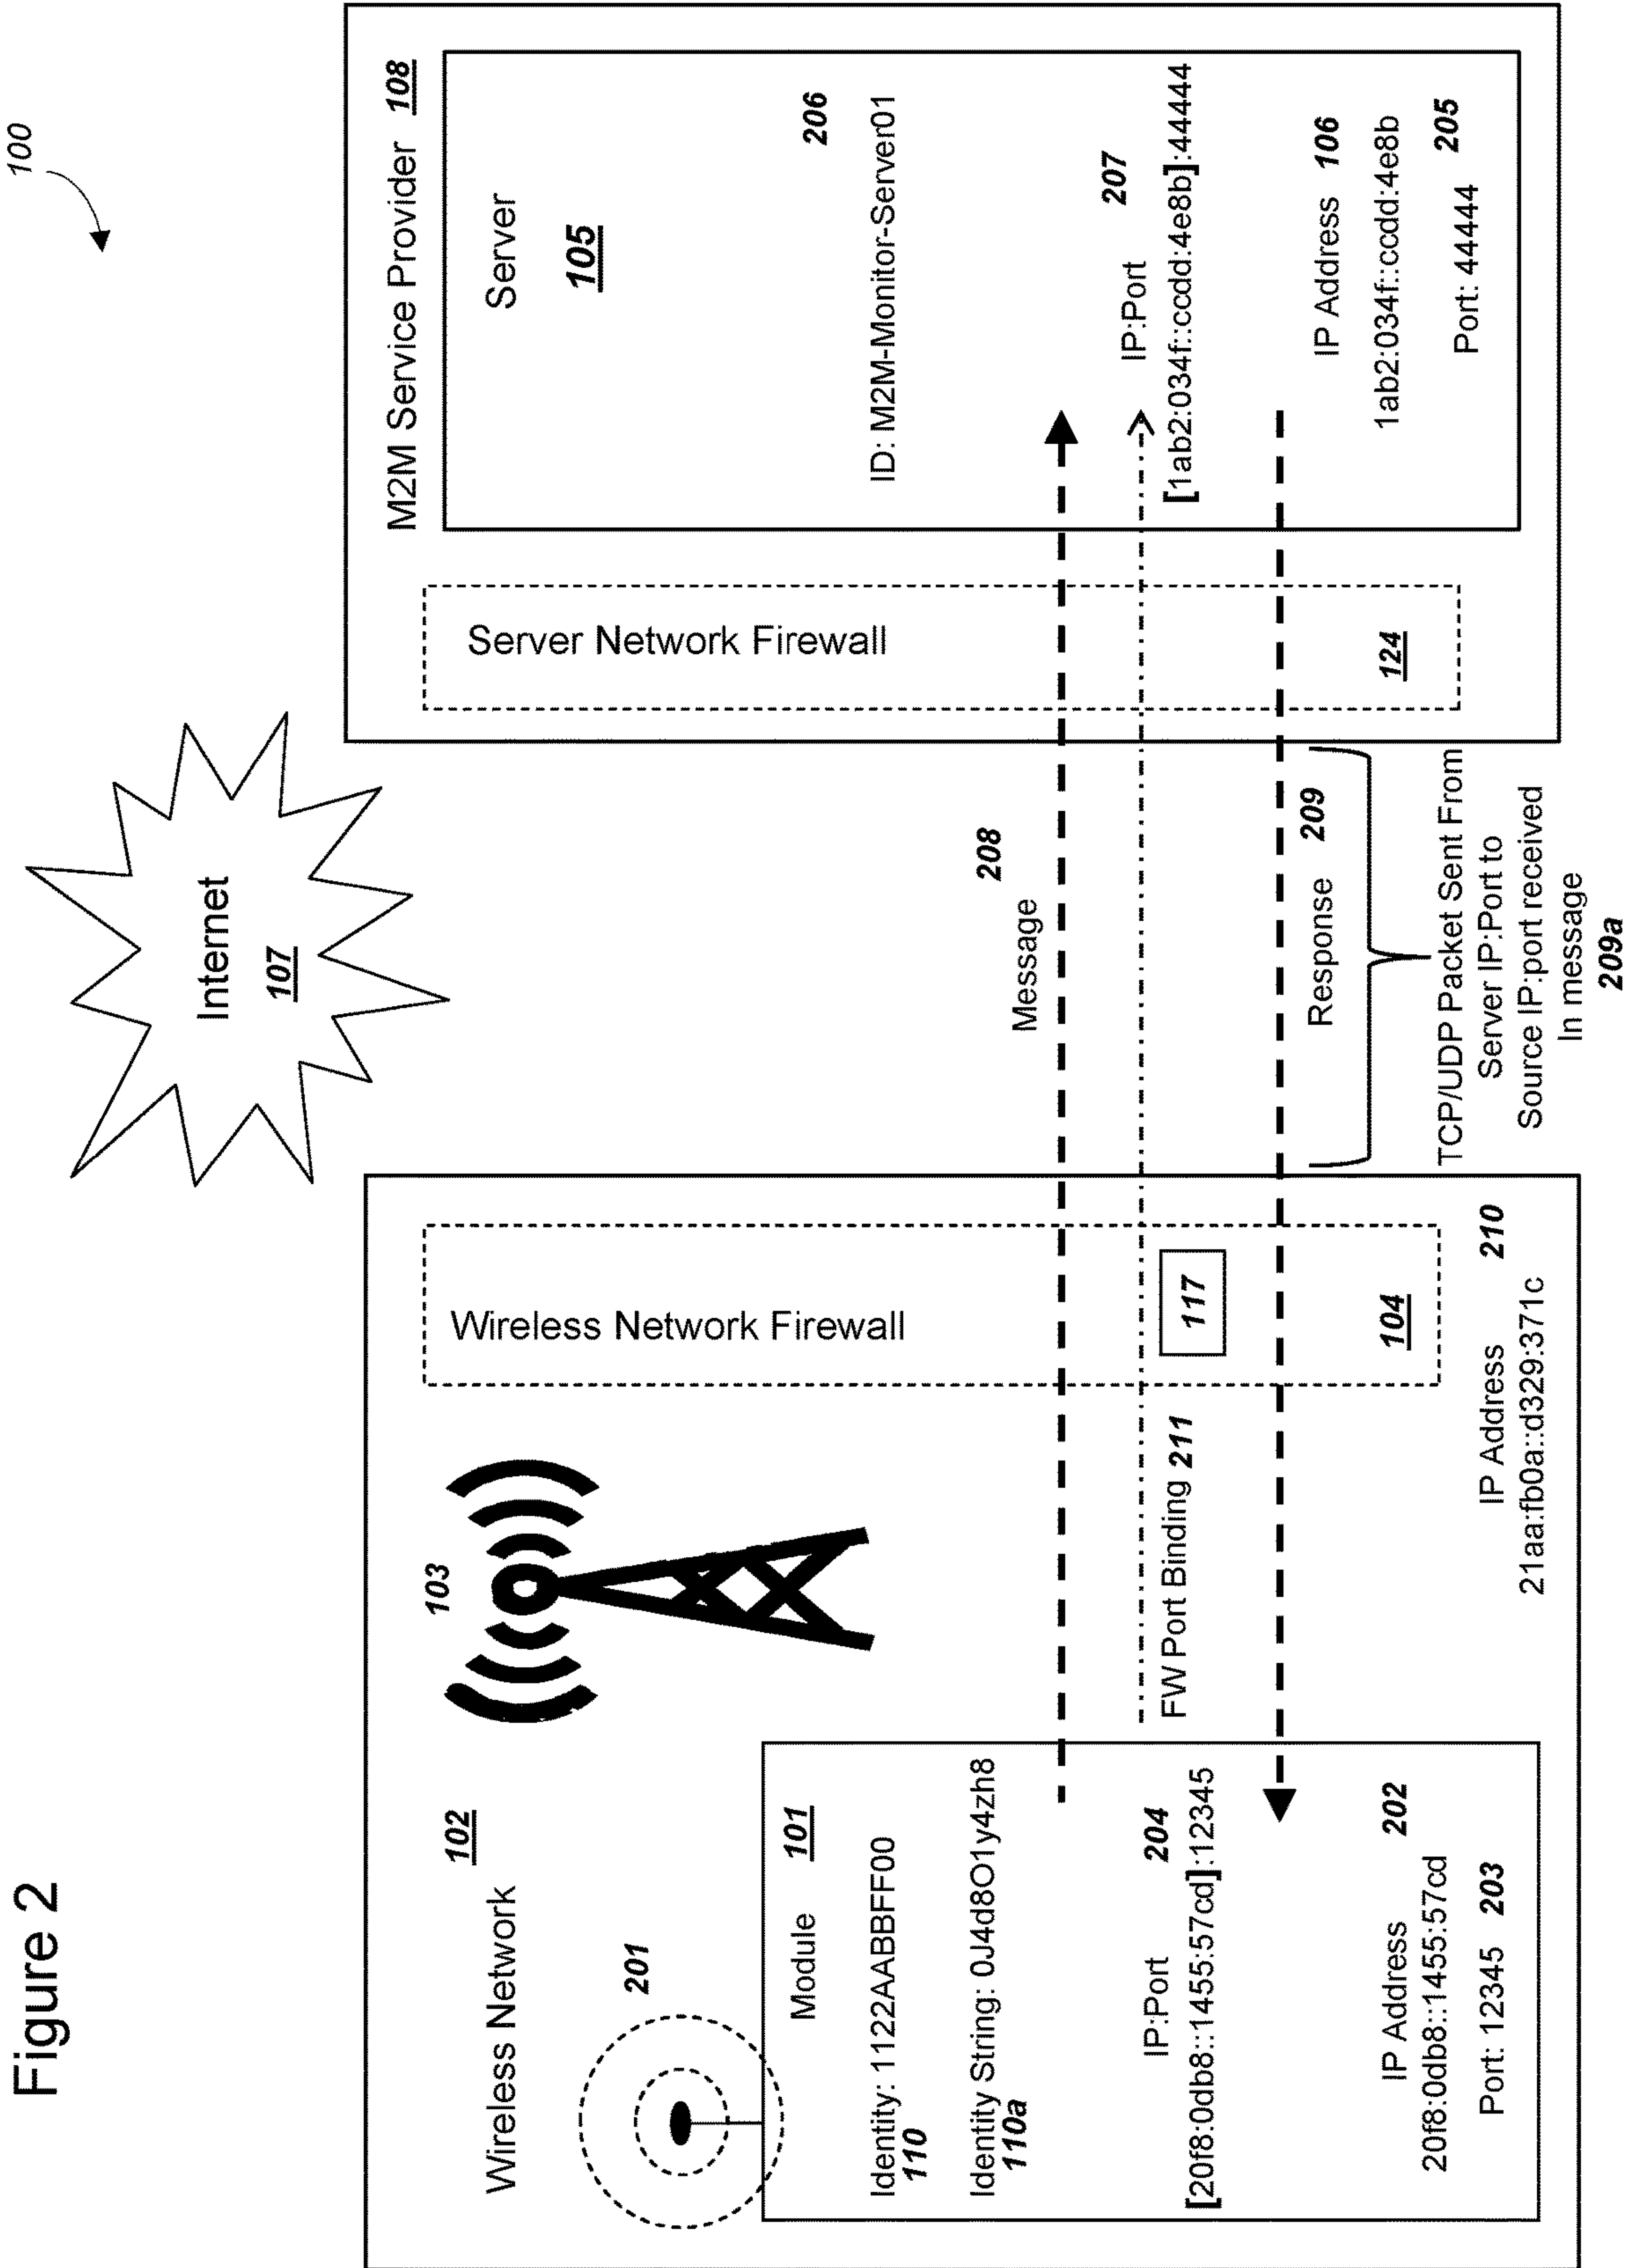 Figure 2
100
Internet
107
Wireless Network 102
103
201
Module 101
Identity: 1122AABBFF00
110
Identity String: 0J4d8O1y4zh8
110a
IP:Port 204
[20f8:0db8::1455:57cd]:12345
IP Address 202
20f8:0db8::1455:57cd
Port: 12345 203
Wireless Network Firewall
117
104
FW Port Binding 211
IP Address 210
21aa:fb0a::d329:371c
Message 208
Response 209
TCP/UDP Packet Sent From
Server IP:Port to
Source IP:port received
In message
209a
M2M Service Provider 108
Server Network Firewall
124
Server
105
206
ID: M2M-Monitor-Server01
IP:Port 207
[1ab2:034f::ccdd:4e8b]:44444
IP Address 106
1ab2:034f::ccdd:4e8b
Port: 44444 205